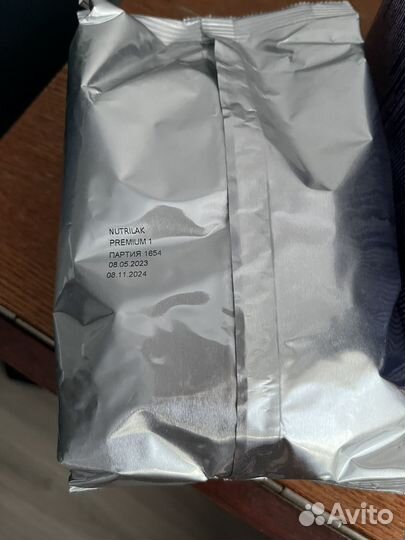 NUTRILAK
PREMIUM 1
ПАРТИЯ 1654
08.05.2023
08.11.2024
Avito